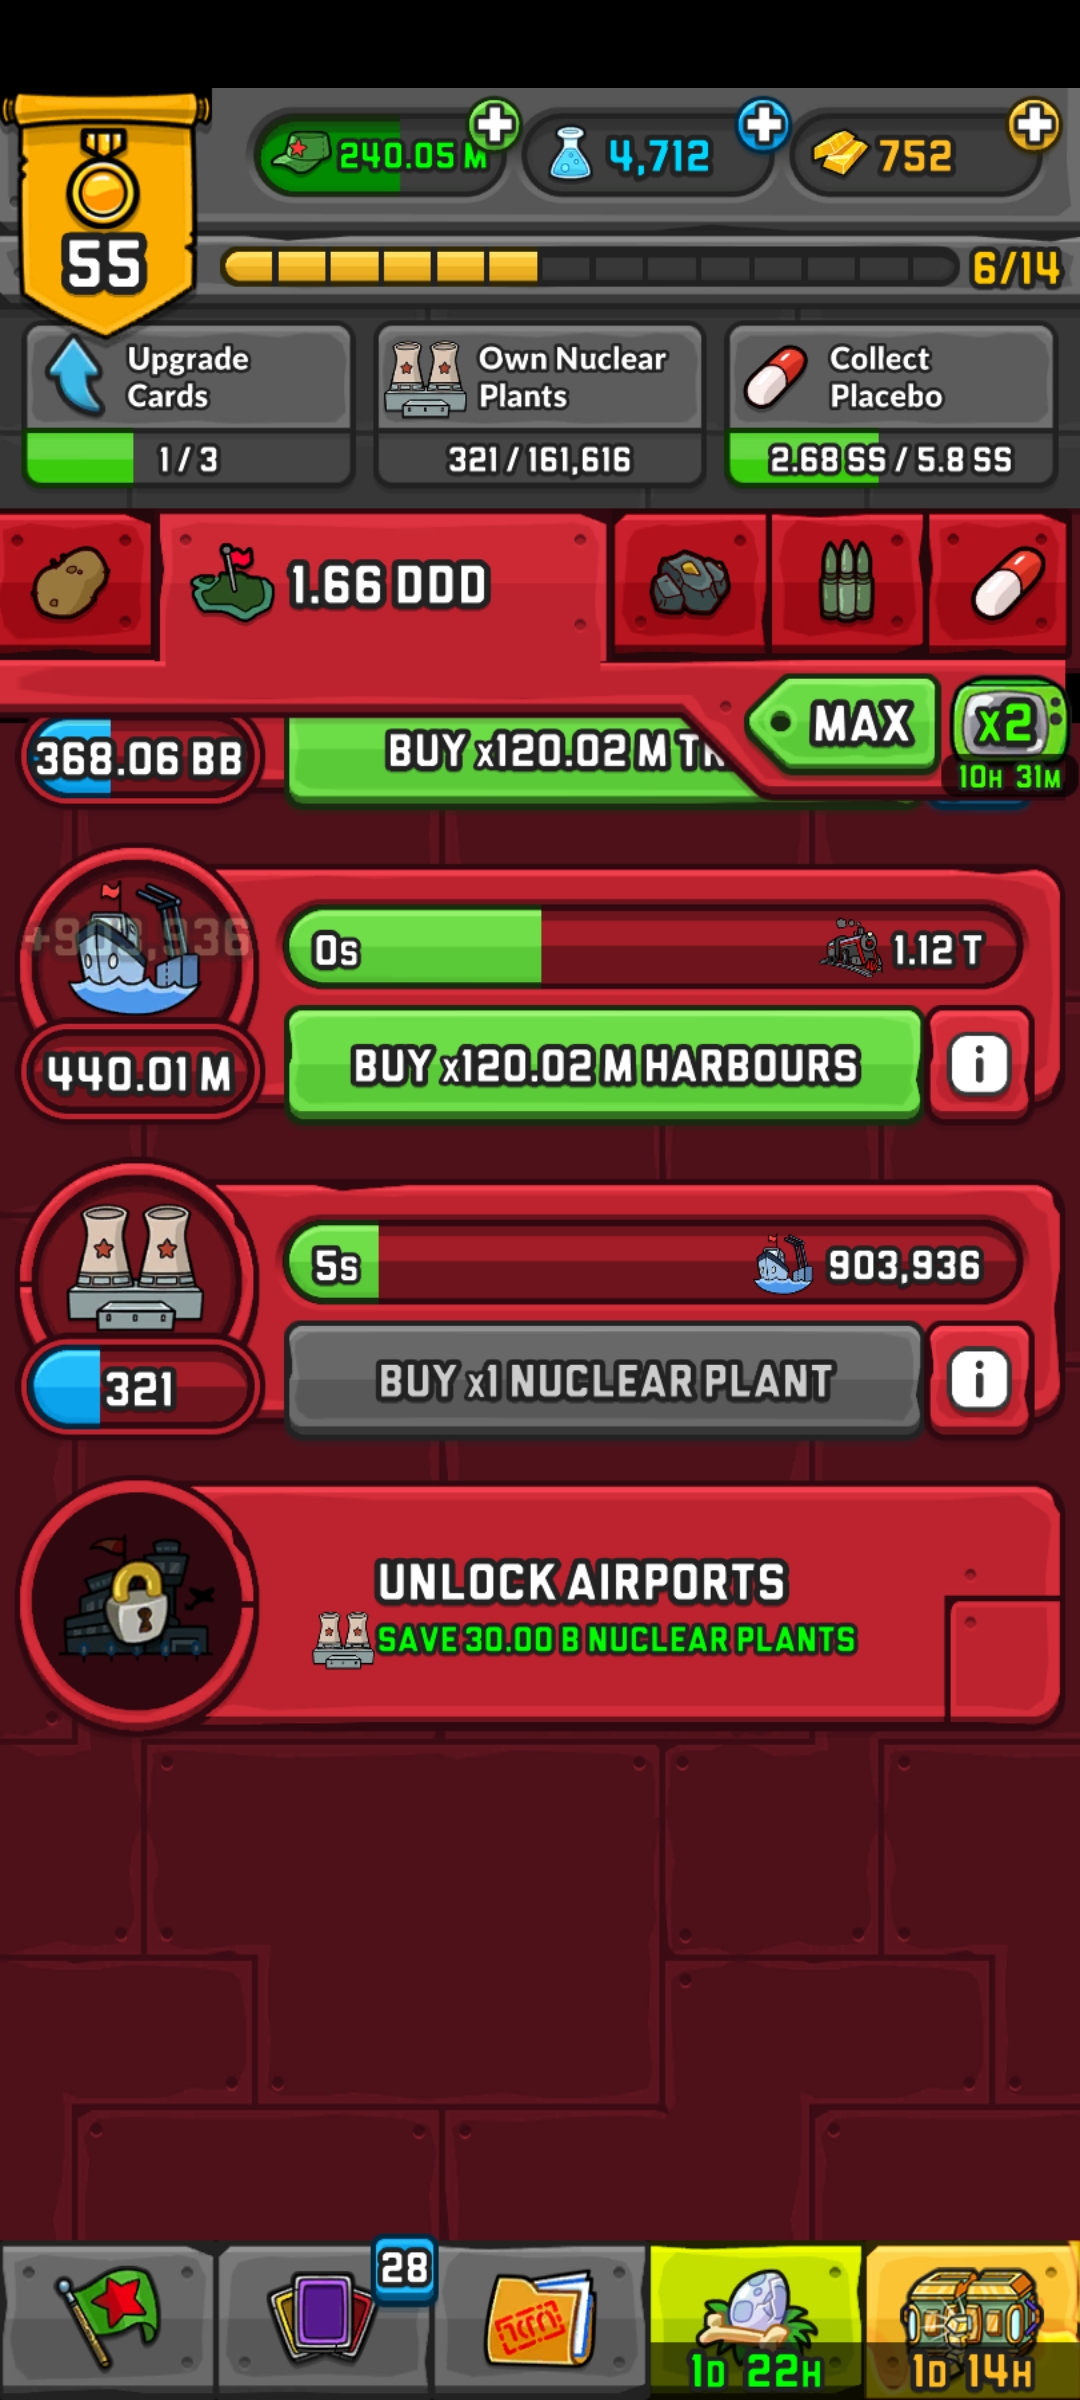 240.05 M
4,712
752
55
6/14
Upgrade
Cards
1 / 3
Own Nuclear
Plants
321 / 161,616
Collect
Placebo
2.68 SS / 5.8 SS
1.66 DDD
MAX
x2
10H 31M
368.06 BB
BUY x120.02 M
+903,936
0s
1.12 T
440.01 M
BUY x120.02 M HARBOURS
i
5s
903,936
321
BUY x1 NUCLEAR PLANT
i
UNLOCK AIRPORTS
SAVE 30.00 B NUCLEAR PLANTS
28
1D 22H
1D 14H